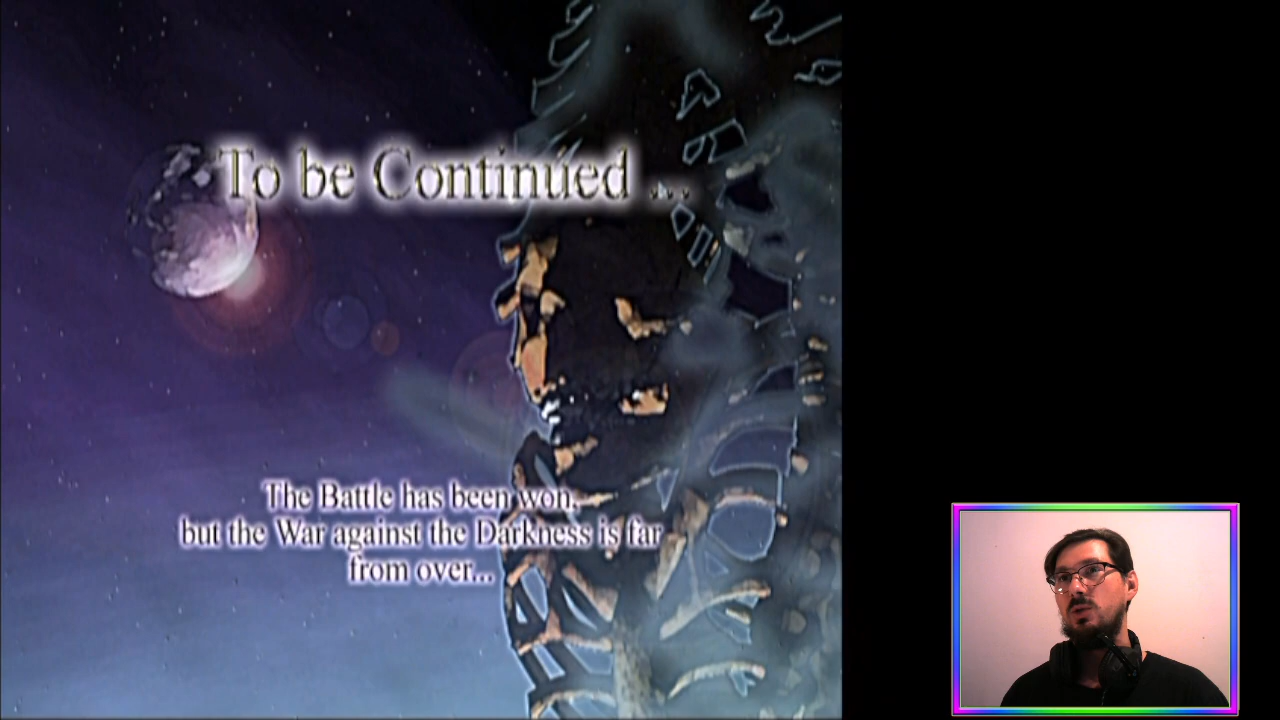 To be Continued ...
The Battle has been won,
but the War against the Darkness is far
from over...